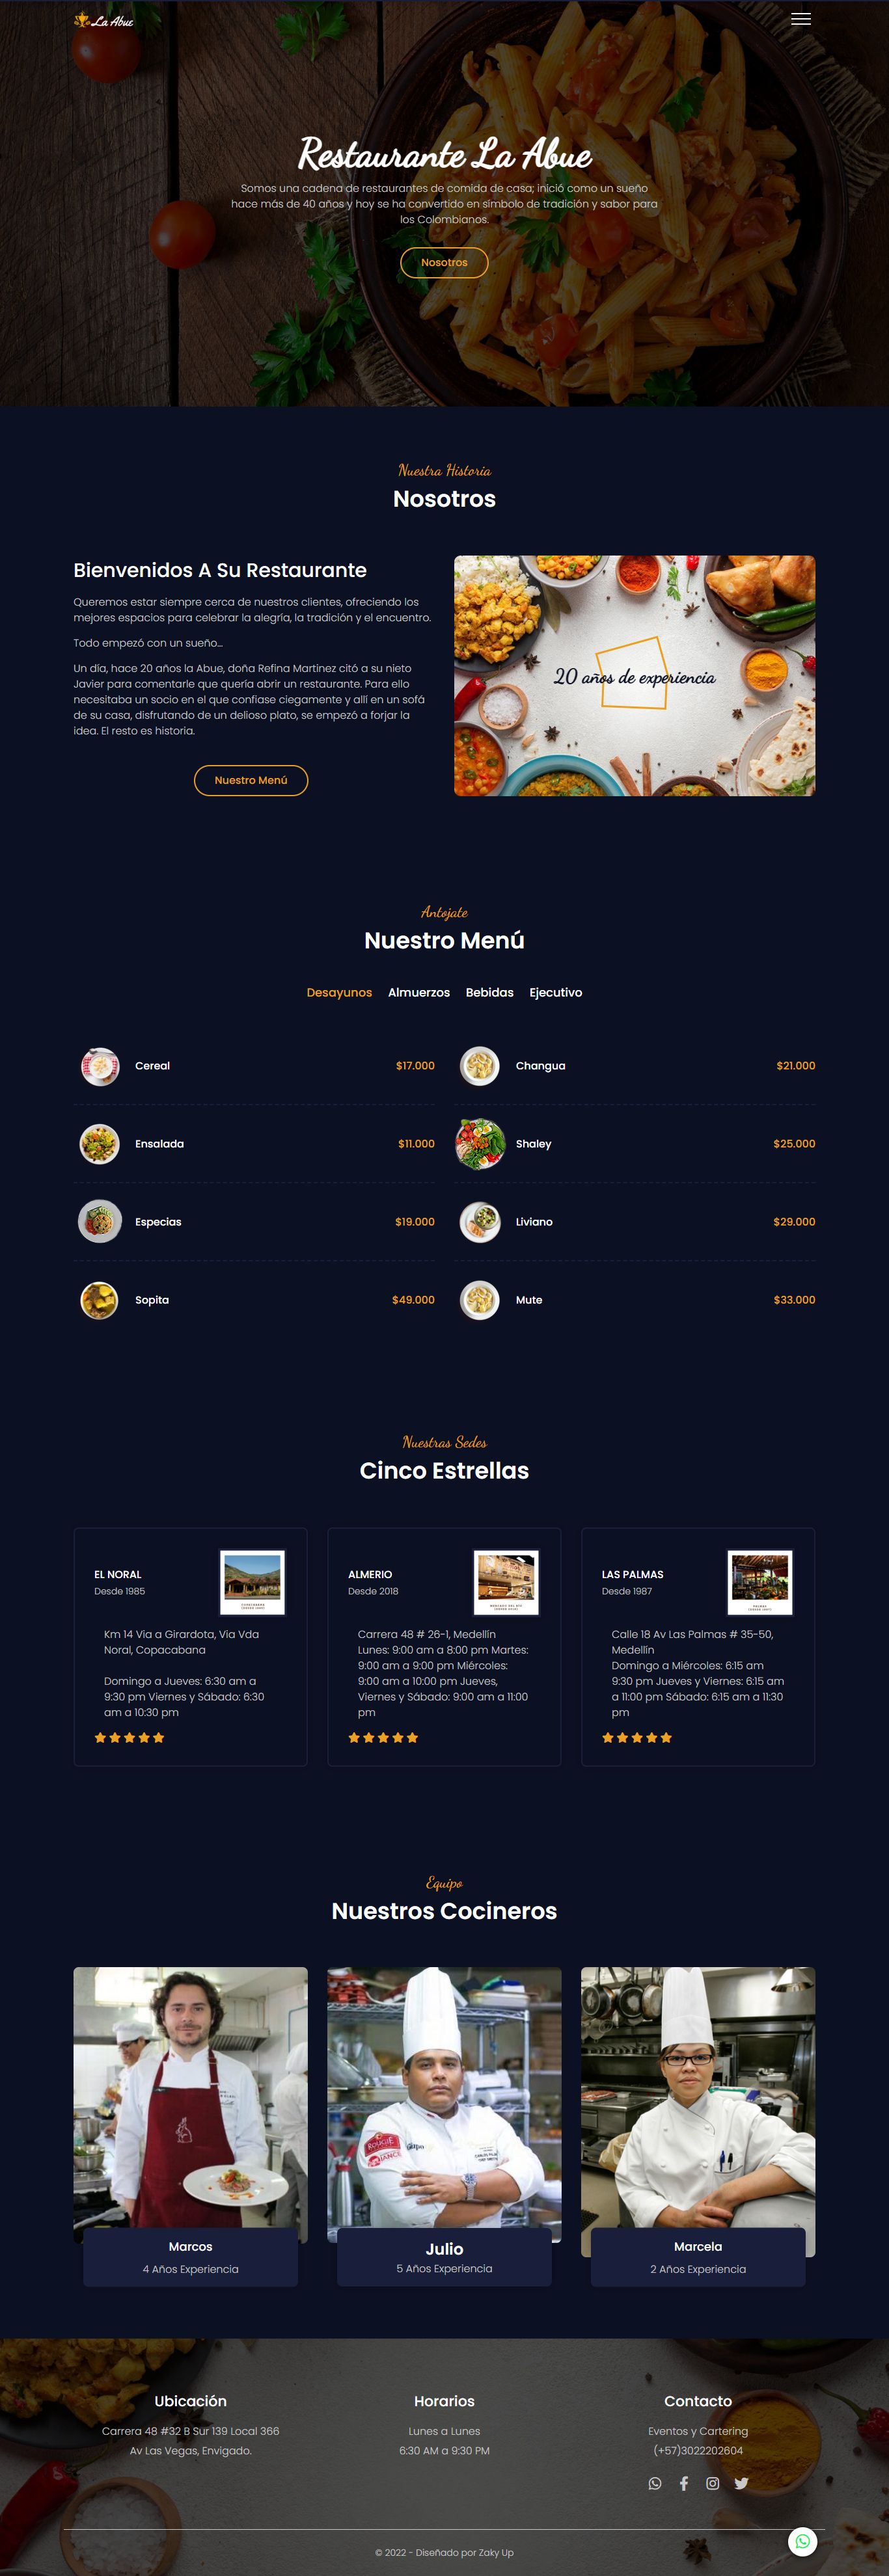 La Abue
Restaurante La Abue
Somos una cadena de restaurantes de comida de casa; inició como un sueño
hace más de 40 años y hoy se ha convertido en símbolo de tradición y sabor para
los Colombianos.
Nosotros
Nuestra Historia
Nosotros
Bienvenidos A Su Restaurante
Queremos estar siempre cerca de nuestros clientes, ofreciendo los
mejores espacios para celebrar la alegría, la tradición y el encuentro.
Todo empezó con un sueño...
Un día, hace 20 años la Abue, doña Refina Martinez citó a su nieto
Javier para comentarle que quería abrir un restaurante. Para ello
necesitaba un socio en el que confiase ciegamente y allí en un sofá
de su casa, disfrutando de un delioso plato, se empezó a forjar la
idea. El resto es historia.
Nuestro Menú
20 años de experiencia
Antojate
Nuestro Menú
Desayunos Almuerzos Bebidas Ejecutivo
Cereal $17.000
Changua $21.000
Ensalada $11.000
Shaley $25.000
Especias $19.000
Liviano $29.000
Sopita $49.000
Mute $33.000
Nuestras Sedes
Cinco Estrellas
EL NORAL
Desde 1985
Km 14 Via a Girardota, Via Vda
Noral, Copacabana
Domingo a Jueves: 6:30 am a
9:30 pm Viernes y Sábado: 6:30
am a 10:30 pm
ALMERIO
Desde 2018
Carrera 48 # 26-1, Medellín
Lunes: 9:00 am a 8:00 pm Martes:
9:00 am a 9:00 pm Miércoles:
9:00 am a 10:00 pm Jueves,
Viernes y Sábado: 9:00 am a 11:00
pm
LAS PALMAS
Desde 1987
Calle 18 Av Las Palmas # 35-50,
Medellín
Domingo a Miércoles: 6:15 am
9:30 pm Jueves y Viernes: 6:15 am
a 11:00 pm Sábado: 6:15 am a 11:30
pm
Equipo
Nuestros Cocineros
Marcos
4 Años Experiencia
Julio
5 Años Experiencia
Marcela
2 Años Experiencia
Ubicación
Carrera 48 #32 B Sur 139 Local 366
Av Las Vegas, Envigado.
Horarios
Lunes a Lunes
6:30 AM a 9:30 PM
Contacto
Eventos y Cartering
(+57)3022202604
© 2022 - Diseñado por Zaky Up